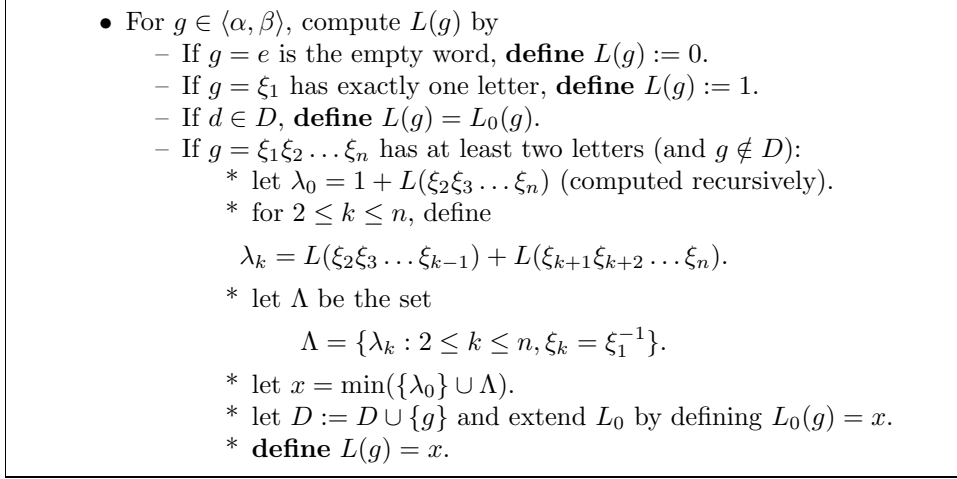 • For g ∈ ⟨α, β⟩, compute L(g) by
– If g = e is the empty word, define L(g) := 0.
– If g = ξ₁ has exactly one letter, define L(g) := 1.
– If d ∈ D, define L(g) = L₀(g).
– If g = ξ₁ξ₂ … ξₙ has at least two letters (and g ∉ D):
* let λ₀ = 1 + L(ξ₂ξ₃ … ξₙ) (computed recursively).
* for 2 ≤ k ≤ n, define
λₖ = L(ξ₂ξ₃ … ξₖ₋₁) + L(ξₖ₊₁ξₖ₊₂ … ξₙ).
* let Λ be the set
Λ = {λₖ : 2 ≤ k ≤ n, ξₖ = ξ₁⁻¹}.
* let x = min({λ₀} ∪ Λ).
* let D := D ∪ {g} and extend L₀ by defining L₀(g) = x.
* define L(g) = x.